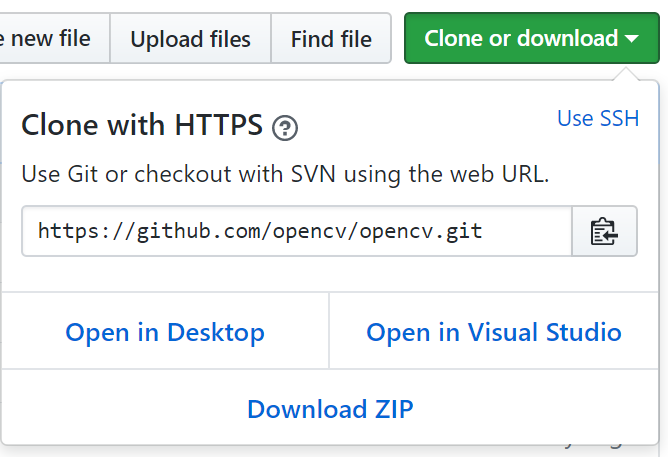 new file Upload files Find file Clone or download
Clone with HTTPS Use SSH
Use Git or checkout with SVN using the web URL.
https://github.com/opencv/opencv.git
Open in Desktop Open in Visual Studio
Download ZIP